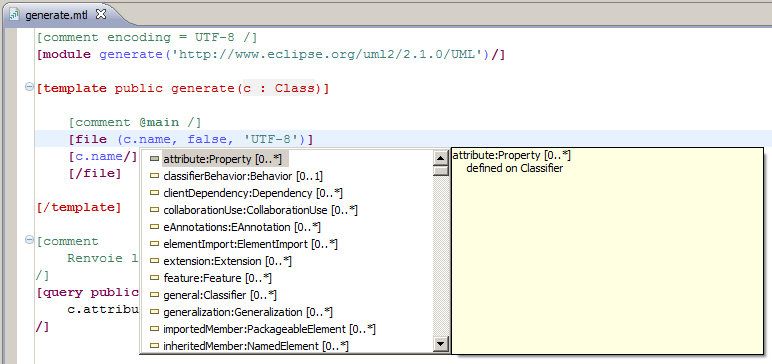 generate.mtl
[comment encoding = UTF-8 /]
[module generate('http://www.eclipse.org/uml2/2.1.0/UML')/]
[template public generate(c : Class)]
[comment @main /]
[file (c.name, false, 'UTF-8')]
[c.name/]
[/file]
[/template]
[comment
Renvoie l
/]
[query public
c.attribu
/]
attribute:Property [0..*]
classifierBehavior:Behavior [0..1]
clientDependency:Dependency [0..*]
collaborationUse:CollaborationUse [0..*]
eAnnotations:EAnnotation [0..*]
elementImport:ElementImport [0..*]
extension:Extension [0..*]
feature:Feature [0..*]
general:Classifier [0..*]
generalization:Generalization [0..*]
importedMember:PackageableElement [0..*]
inheritedMember:NamedElement [0..*]
attribute:Property [0..*]
defined on Classifier